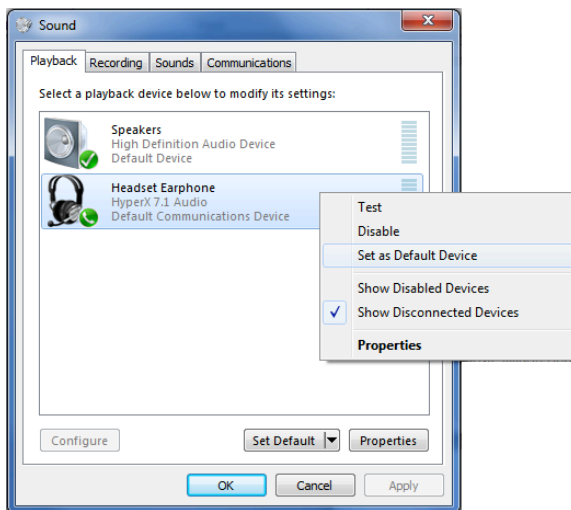 Sound
Playback Recording Sounds Communications
Select a playback device below to modify its settings:
Speakers
High Definition Audio Device
Default Device
Headset Earphone
HyperX 7.1 Audio
Default Communications Device
Test
Disable
Set as Default Device
Show Disabled Devices
Show Disconnected Devices
Properties
Configure Set Default Properties
OK Cancel Apply